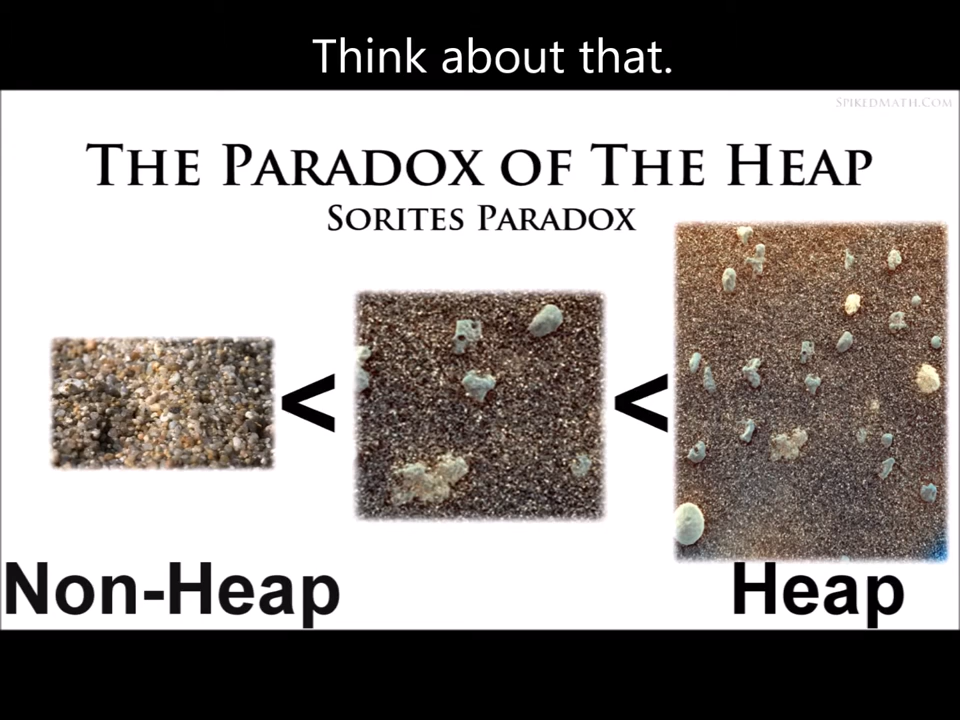 Think about that.
SPIKEDMATH.COM
THE PARADOX OF THE HEAP
SORITES PARADOX
< <
Non-Heap Heap